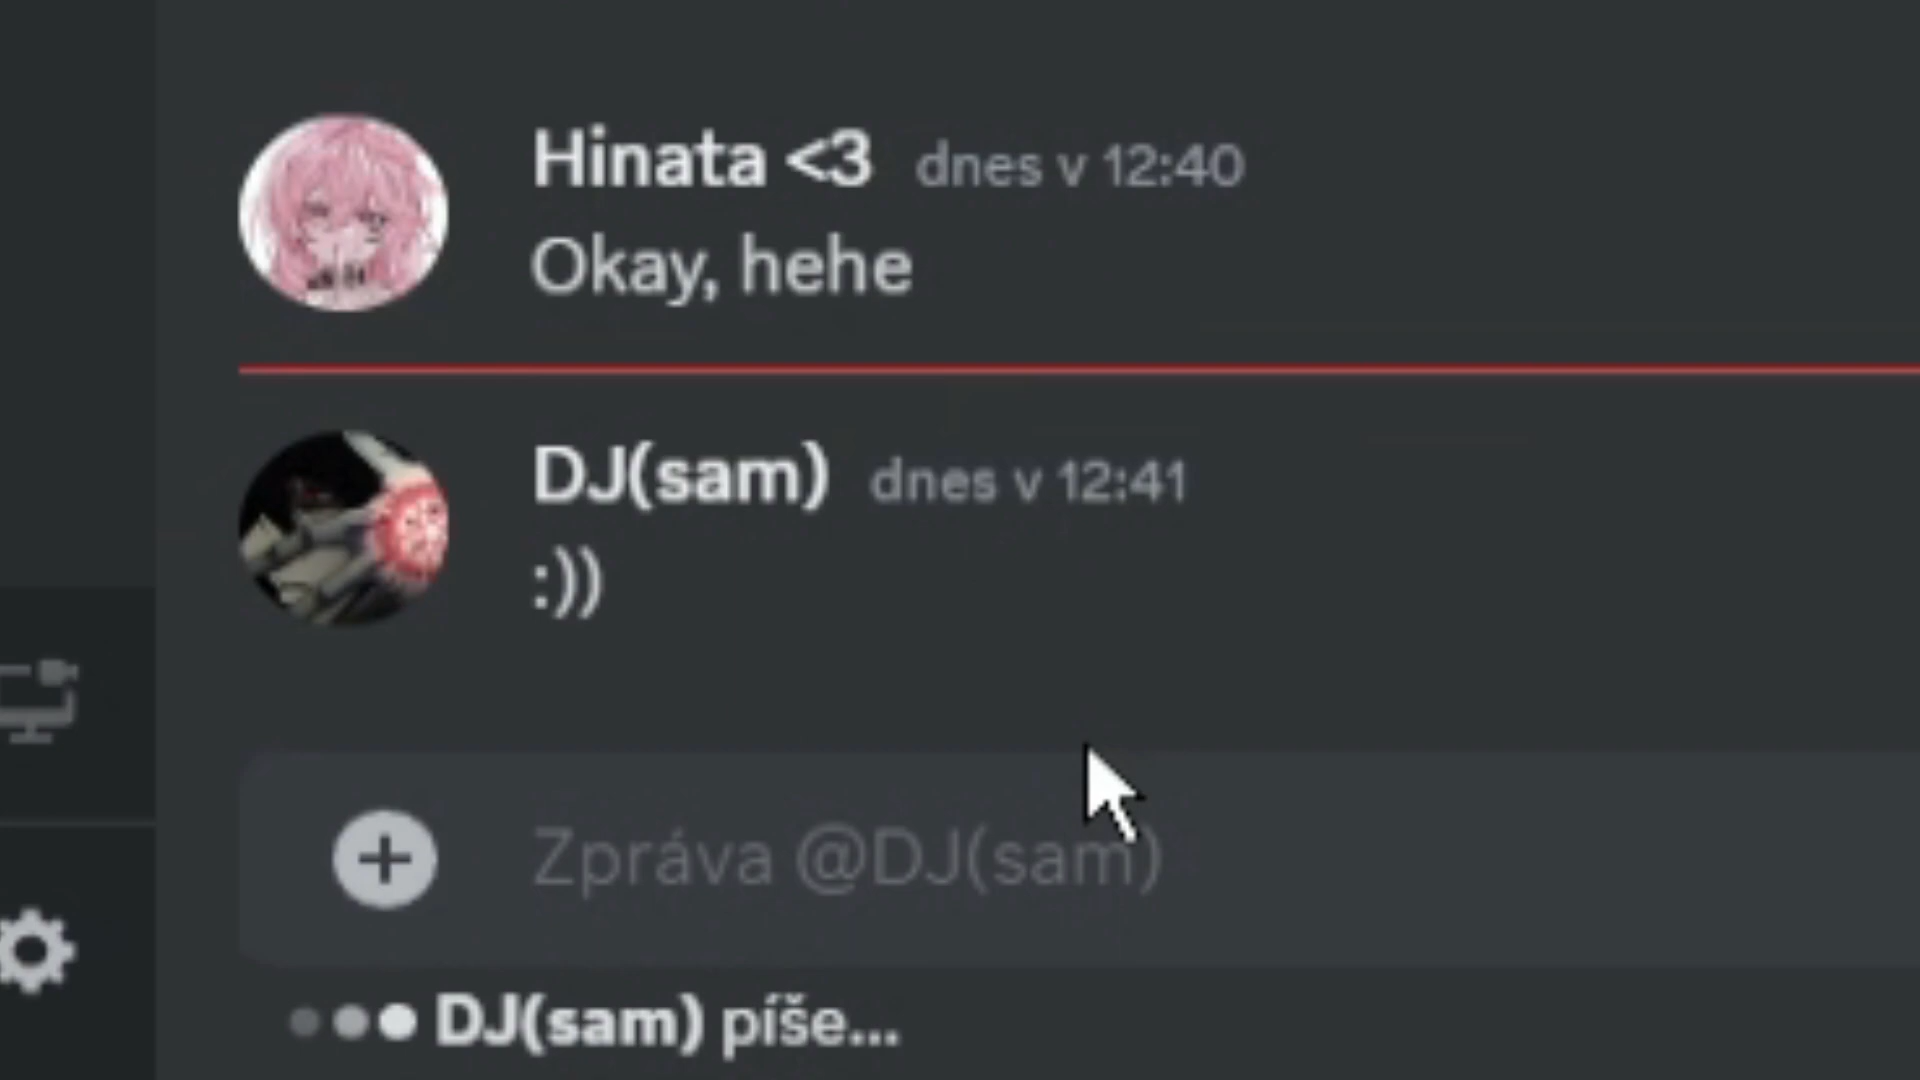 Hinata <3 dnes v 12:40
Okay, hehe
DJ(sam) dnes v 12:41
:))
Zpráva @DJ(sam)
DJ(sam) píše...